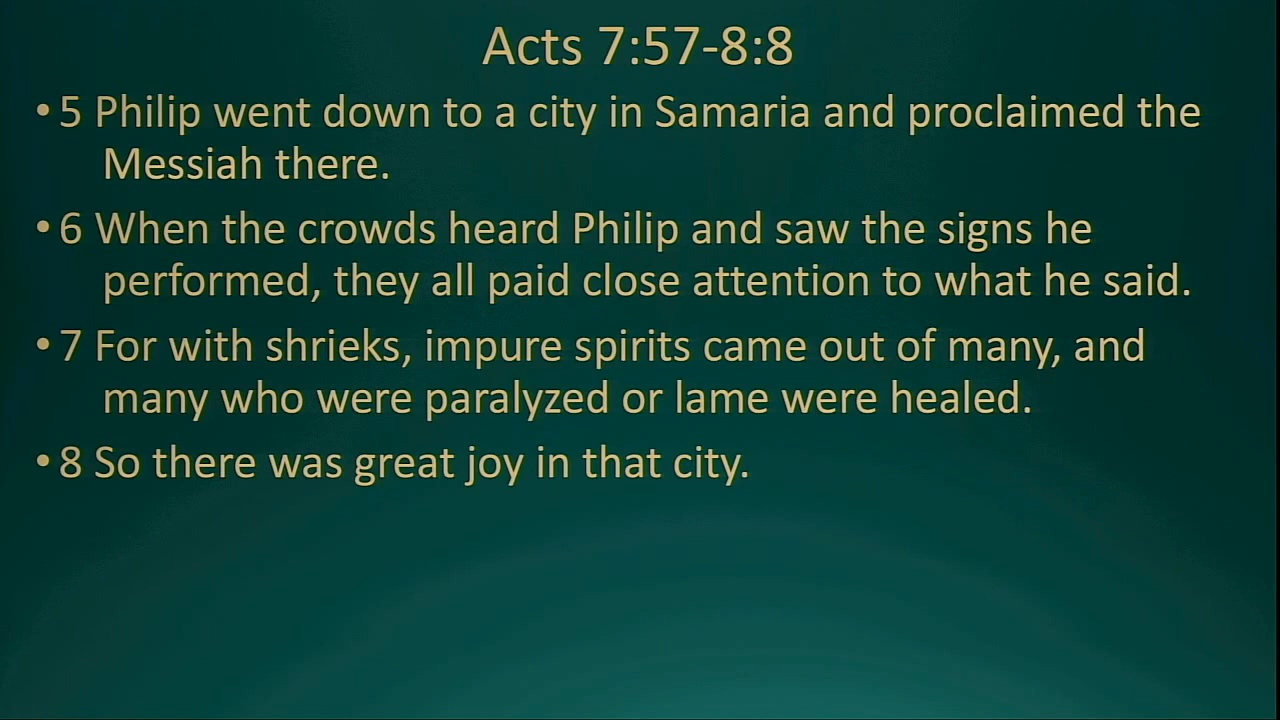 Acts 7:57-8:8
• 5 Philip went down to a city in Samaria and proclaimed the
Messiah there.
• 6 When the crowds heard Philip and saw the signs he
performed, they all paid close attention to what he said.
• 7 For with shrieks, impure spirits came out of many, and
many who were paralyzed or lame were healed.
• 8 So there was great joy in that city.